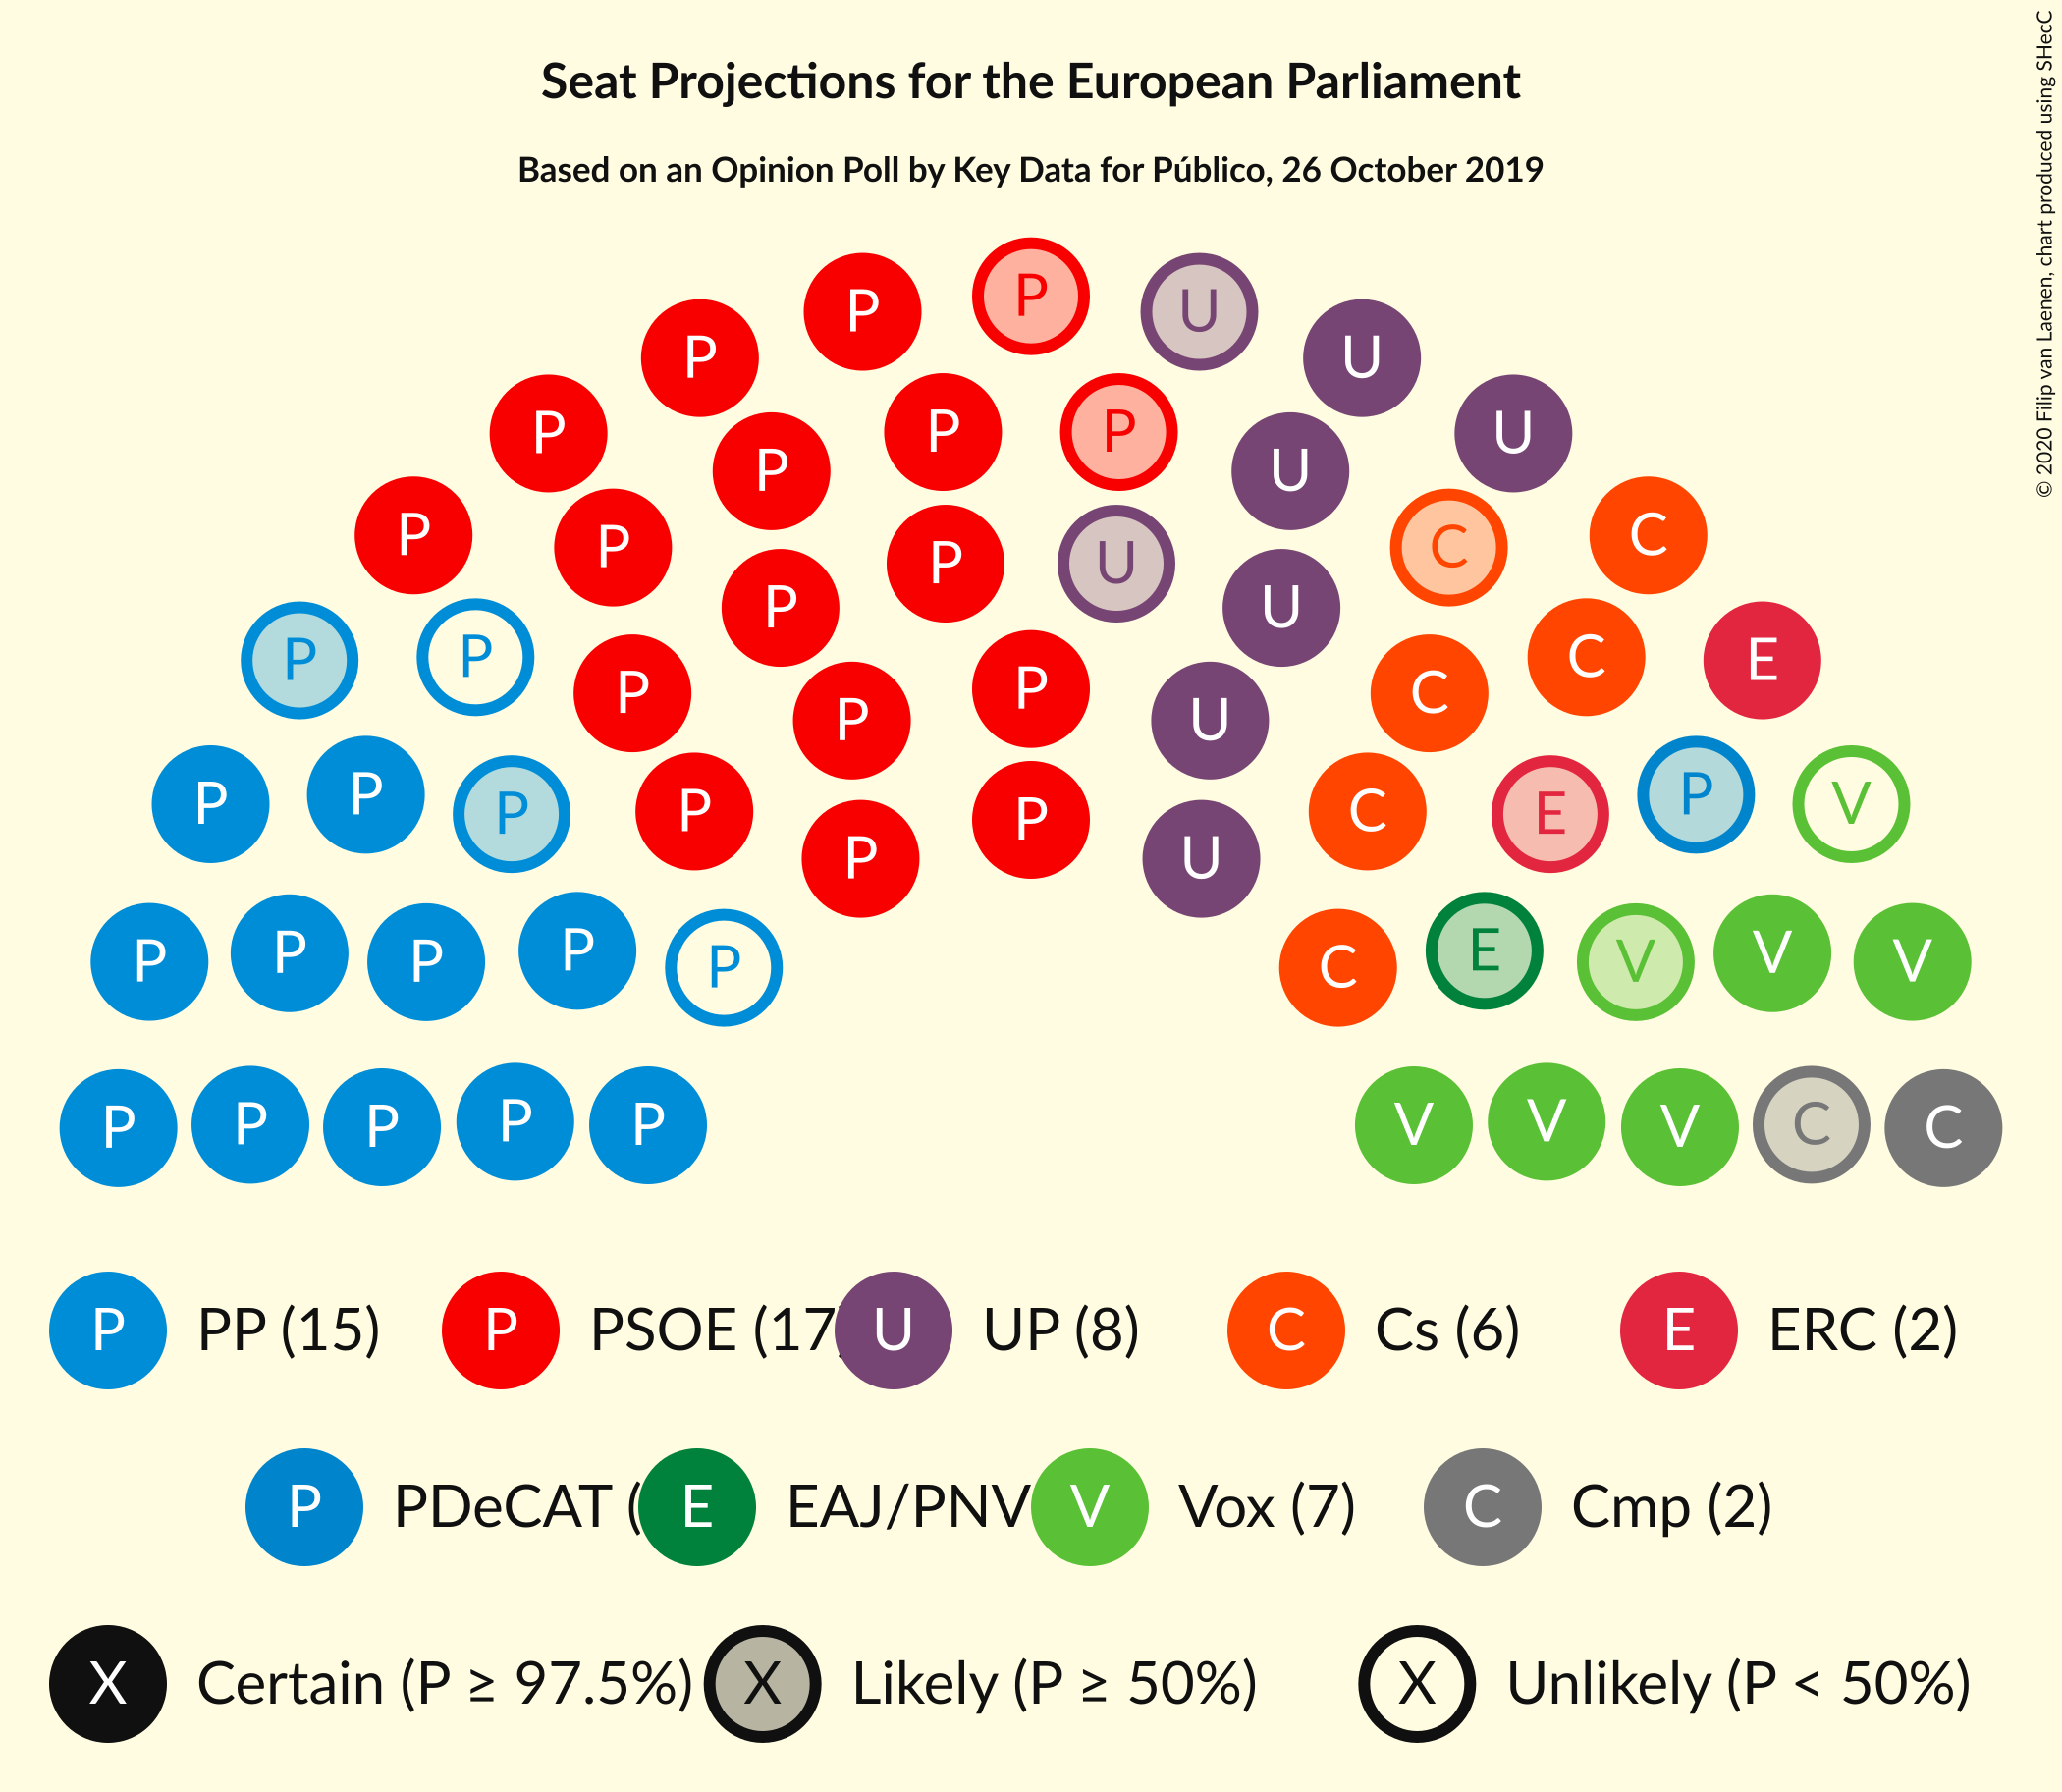 Seat Projections for the European Parliament
Based on an Opinion Poll by Key Data for Público, 26 October 2019
© 2020 Filip van Laenen, chart produced using SHecC
P U
P P U U
P P P P P U U
P P P U C C
P P P U C
P P P P C C E
P P P P P U C E P V
P U
P P P P P C E V V V
P P P P P V V V C C
P PP (15) P PSOE (17 U UP (8) C Cs (6) E ERC (2)
P PDeCAT ( E EAJ/PNV V Vox (7) C Cmp (2)
X Certain (P ≥ 97.5%) X Likely (P ≥ 50%) X Unlikely (P < 50%)